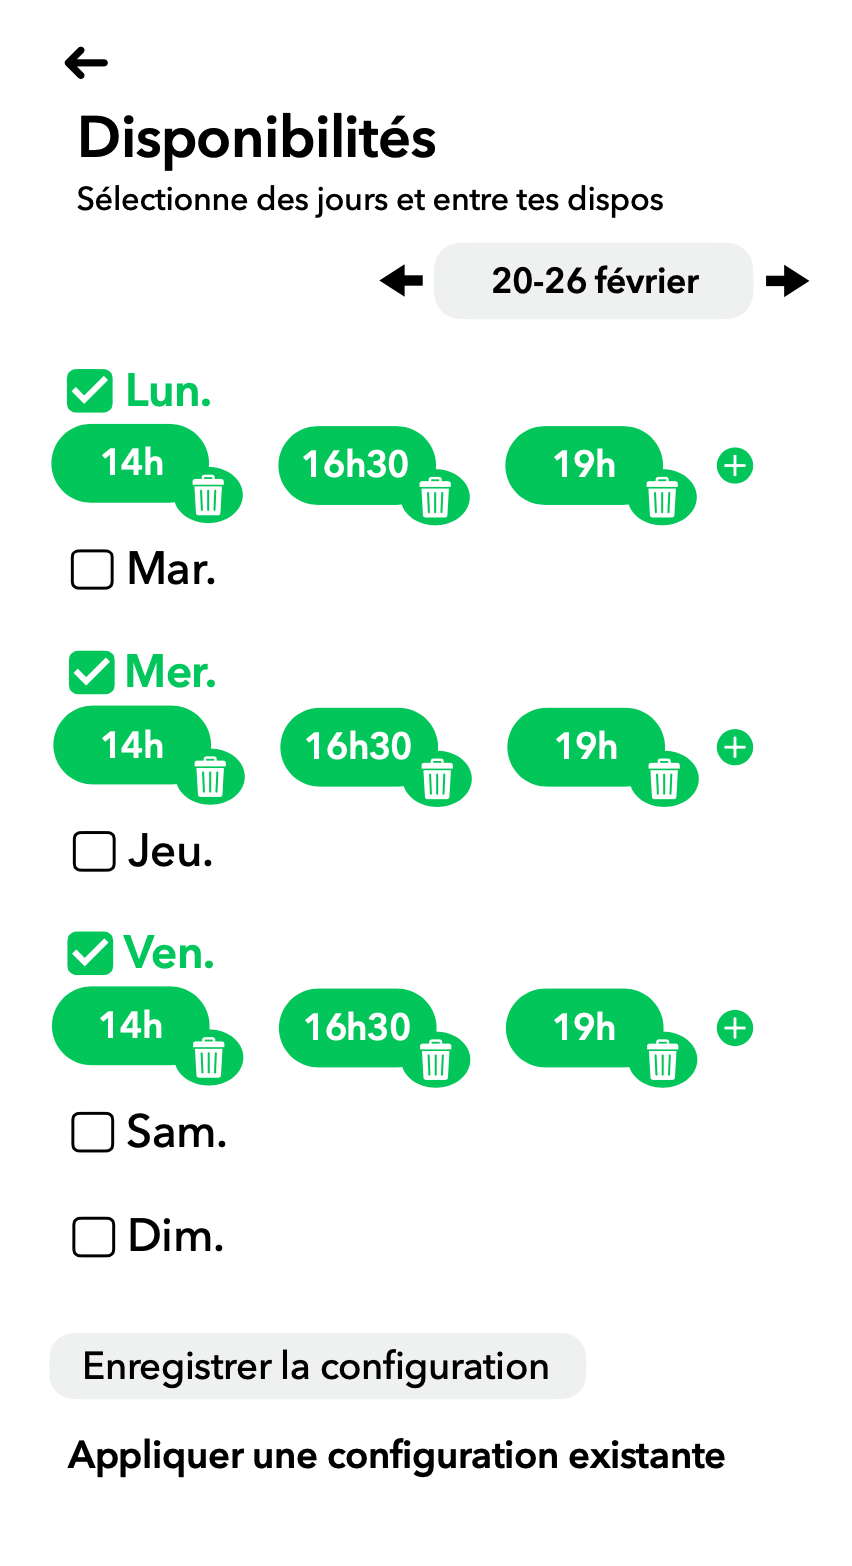 Disponibilités
Sélectionne des jours et entre tes dispos
20-26 février
Lun.
14h 16h30 19h
Mar.
Mer.
14h 16h30 19h
Jeu.
Ven.
14h 16h30 19h
Sam.
Dim.
Enregistrer la configuration
Appliquer une configuration existante